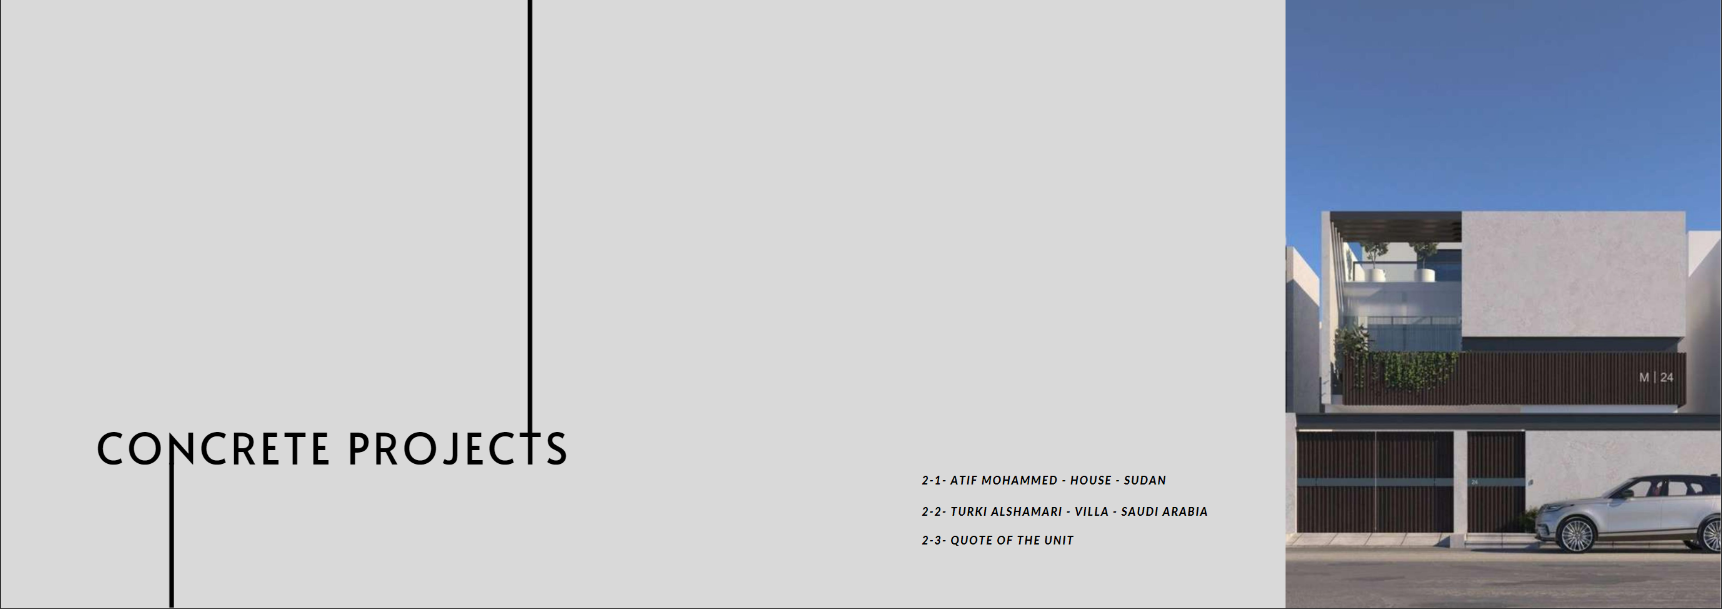 CONCRETE PROJECTS
2-1- ATIF MOHAMMED - HOUSE - SUDAN
2-2- TURKI ALSHAMARI - VILLA - SAUDI ARABIA
2-3- QUOTE OF THE UNIT
M | 24
24